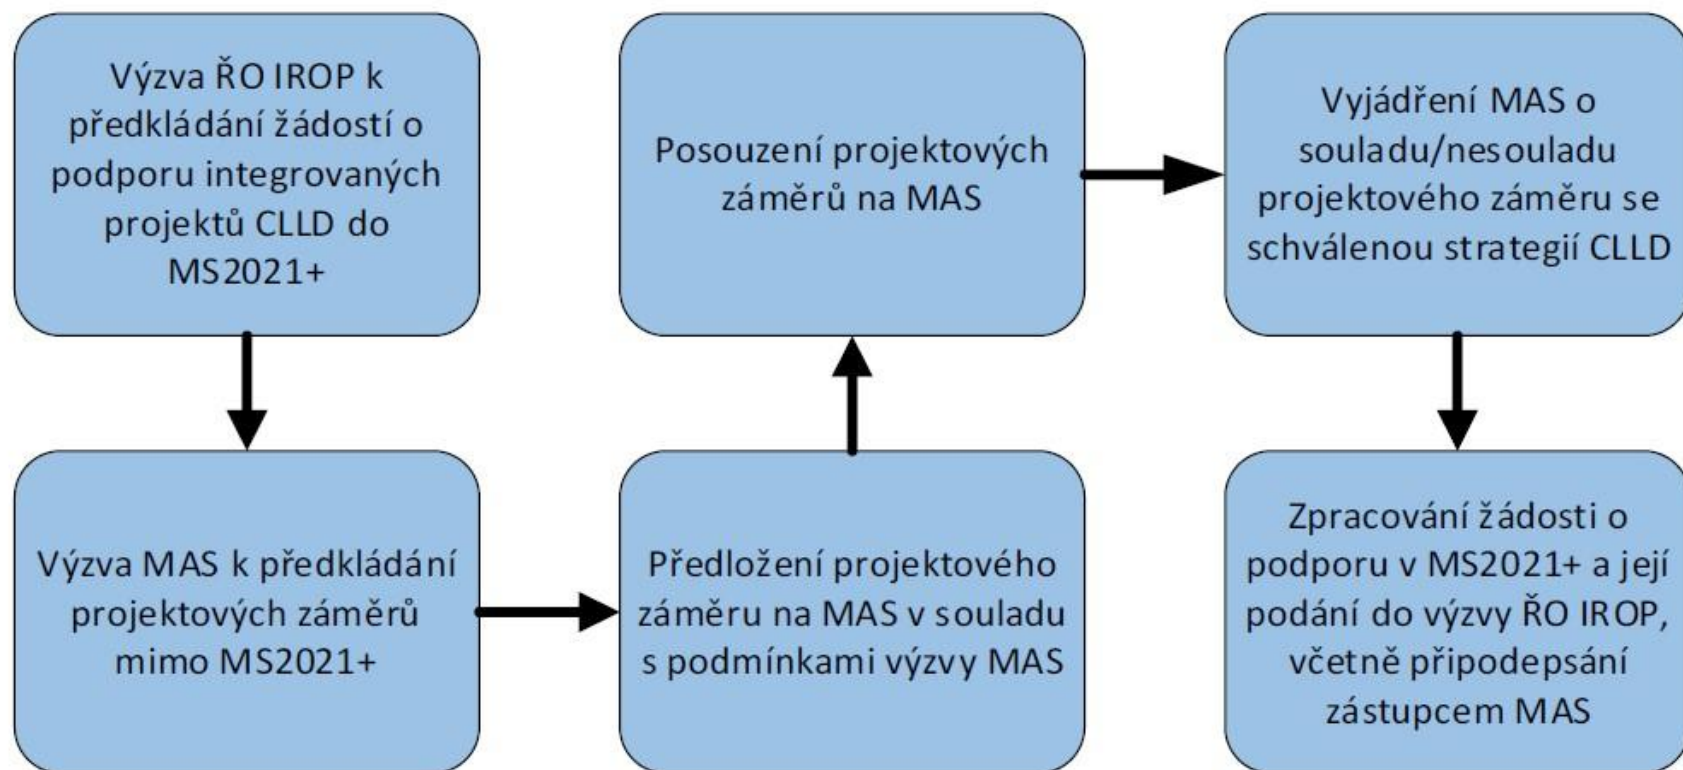 Výzva ŘO IROP k
předkládání žádostí o
podporu integrovaných
projektů CLLD do
MS2021+
Výzva MAS k předkládání
projektových záměrů
mimo MS2021+
Předložení projektového
záměru na MAS v souladu
s podmínkami výzvy MAS
Posouzení projektových
záměrů na MAS
Vyjádření MAS o
souladu/nesouladu
projektového záměru se
schválenou strategií CLLD
Zpracování žádosti o
podporu v MS2021+ a její
podání do výzvy ŘO IROP,
včetně připodepsání
zástupcem MAS